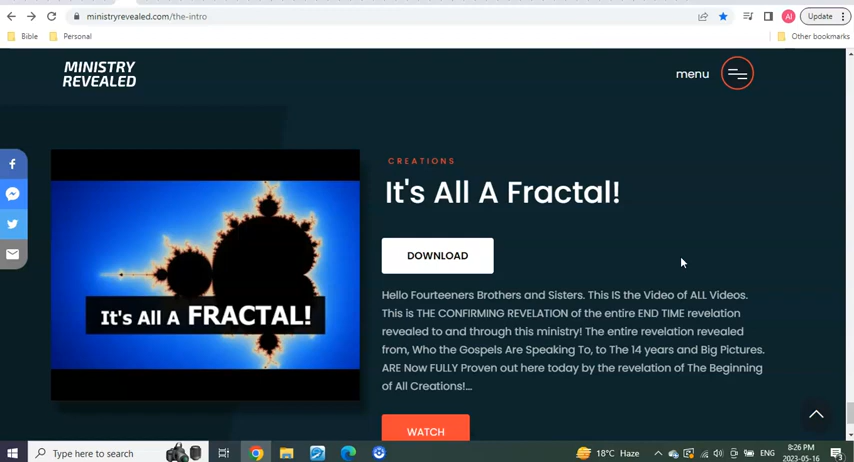 ministryrevealed.com/the-intro
AI
Update
Bible
Personal
Other bookmarks
MINISTRY
REVEALED
menu
CREATIONS
It's All A Fractal!
DOWNLOAD
Hello Fourteeners Brothers and Sisters. This IS the Video of ALL Videos.
This is THE CONFIRMING REVELATION of the entire END TIME revelation
revealed to and through this ministry! The entire revelation revealed
from, Who the Gospels Are Speaking To, to The 14 years and Big Pictures.
ARE Now FULLY Proven out here today by the revelation of The Beginning
of All Creations!...
WATCH
It's All A FRACTAL!
Type here to search
18°C Haze
ENG
8:26 PM
2023-05-16
3